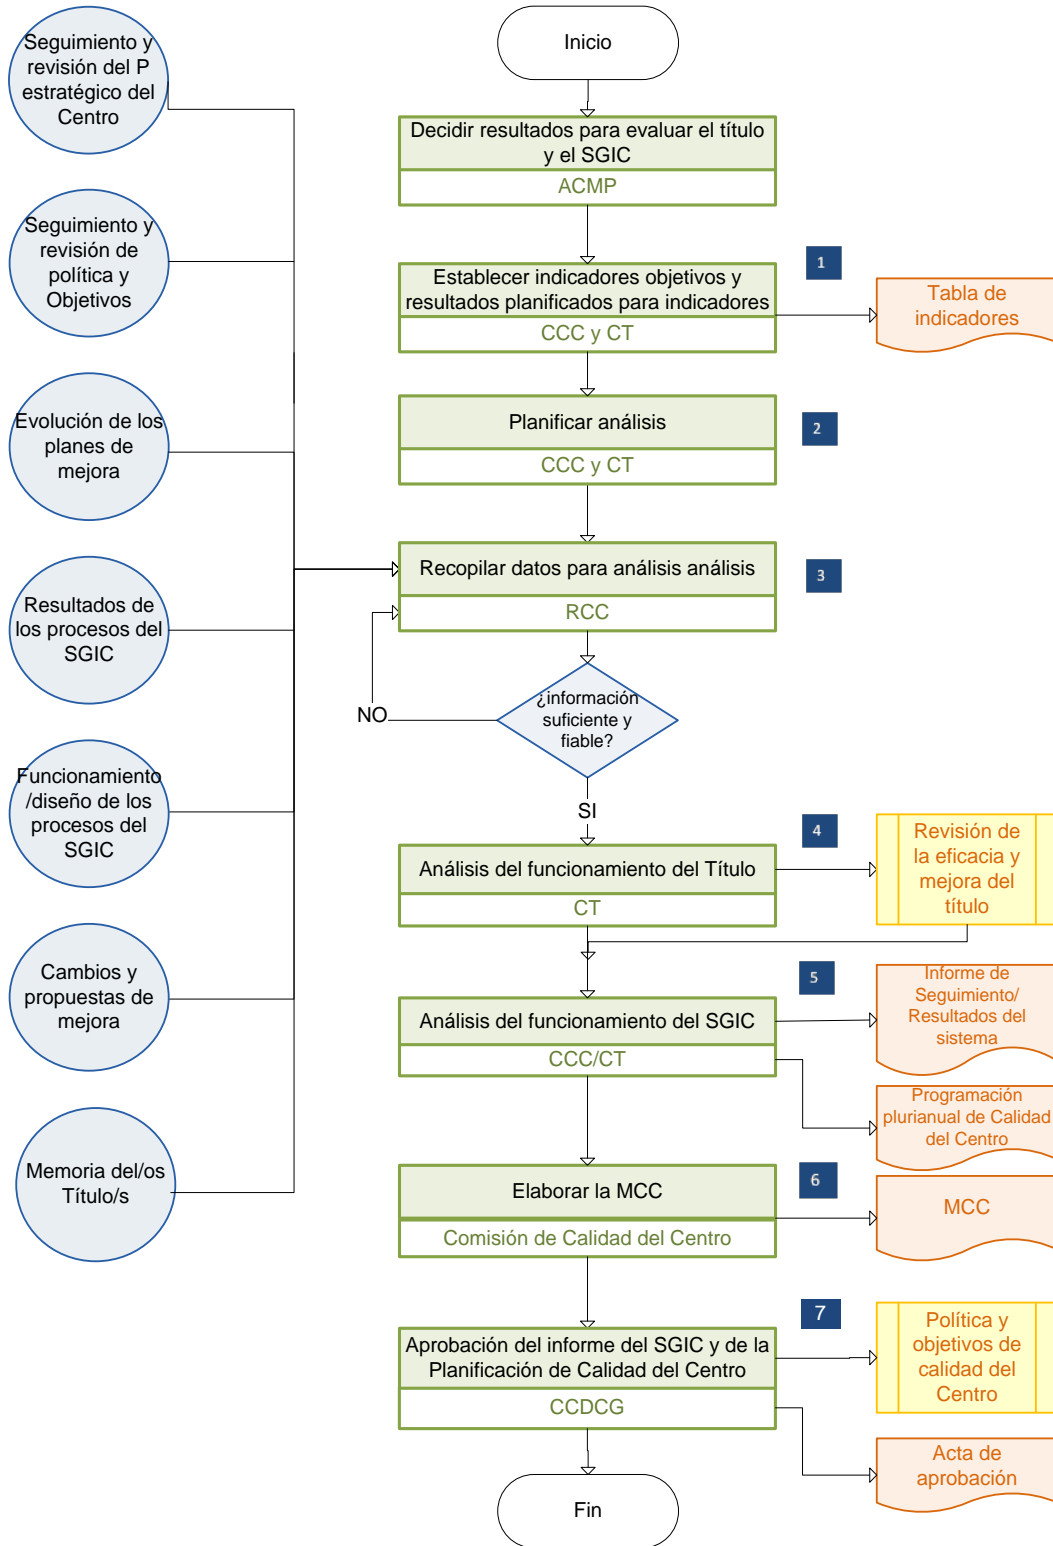 Seguimiento y
revisión del P
estratégico del
Centro
Seguimiento y
revisión de
política y
Objetivos
Evolución de los
planes de
mejora
Resultados de
los procesos del
SGIC
Funcionamiento
/diseño de los
procesos del
SGIC
Cambios y
propuestas de
mejora
Memoria del/os
Título/s
Inicio
Decidir resultados para evaluar el título
y el SGIC
ACMP
Establecer indicadores objetivos y
resultados planificados para indicadores
CCC y CT
1
Tabla de
indicadores
Planificar análisis
CCC y CT
2
Recopilar datos para análisis análisis
RCC
3
¿información
suficiente y
fiable?
NO
SI
Análisis del funcionamiento del Título
CT
4
Revisión de
la eficacia y
mejora del
título
Análisis del funcionamiento del SGIC
CCC/CT
5
Informe de
Seguimiento/
Resultados del
sistema
Programación
plurianual de Calidad
del Centro
Elaborar la MCC
Comisión de Calidad del Centro
6
MCC
Aprobación del informe del SGIC y de la
Planificación de Calidad del Centro
CCDCG
7
Política y
objetivos de
calidad del
Centro
Acta de
aprobación
Fin